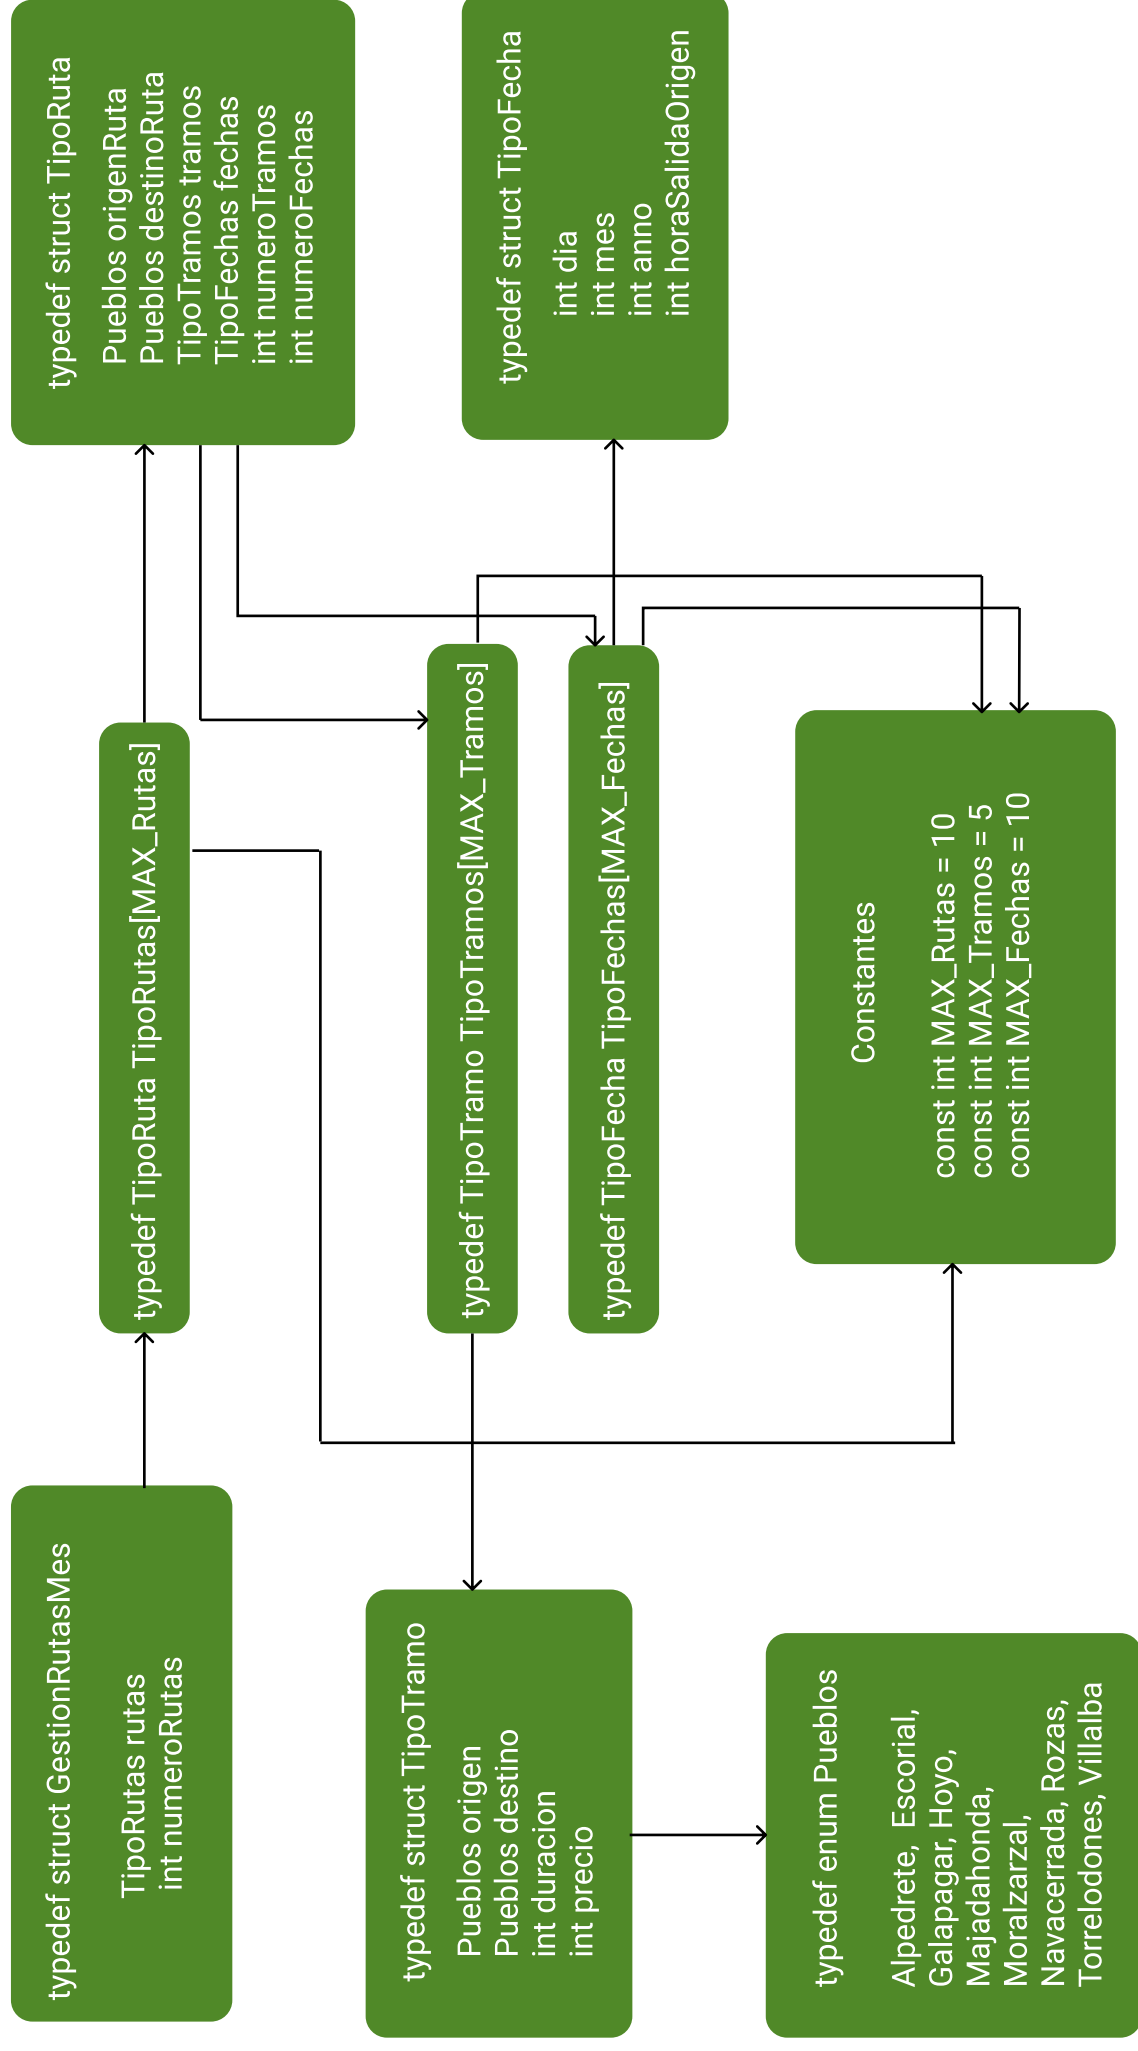 typedef struct GestionRutasMes
TipoRutas rutas
int numeroRutas
typedef TipoRuta TipoRutas[MAX_Rutas]
typedef struct TipoRuta
Pueblos origenRuta
Pueblos destinoRuta
TipoTramos tramos
TipoFechas fechas
int numeroTramos
int numeroFechas
typedef struct TipoTramo
Pueblos origen
Pueblos destino
int duracion
int precio
typedef TipoTramo TipoTramos[MAX_Tramos]
typedef TipoFecha TipoFechas[MAX_Fechas]
typedef struct TipoFecha
int dia
int mes
int anno
int horaSalidaOrigen
typedef enum Pueblos
Alpedrete,  Escorial,
Galapagar, Hoyo,
Majadahonda,
Moralzarzal,
Navacerrada, Rozas,
Torrelodones, Villalba
Constantes
const int MAX_Rutas = 10
const int MAX_Tramos = 5
const int MAX_Fechas = 10